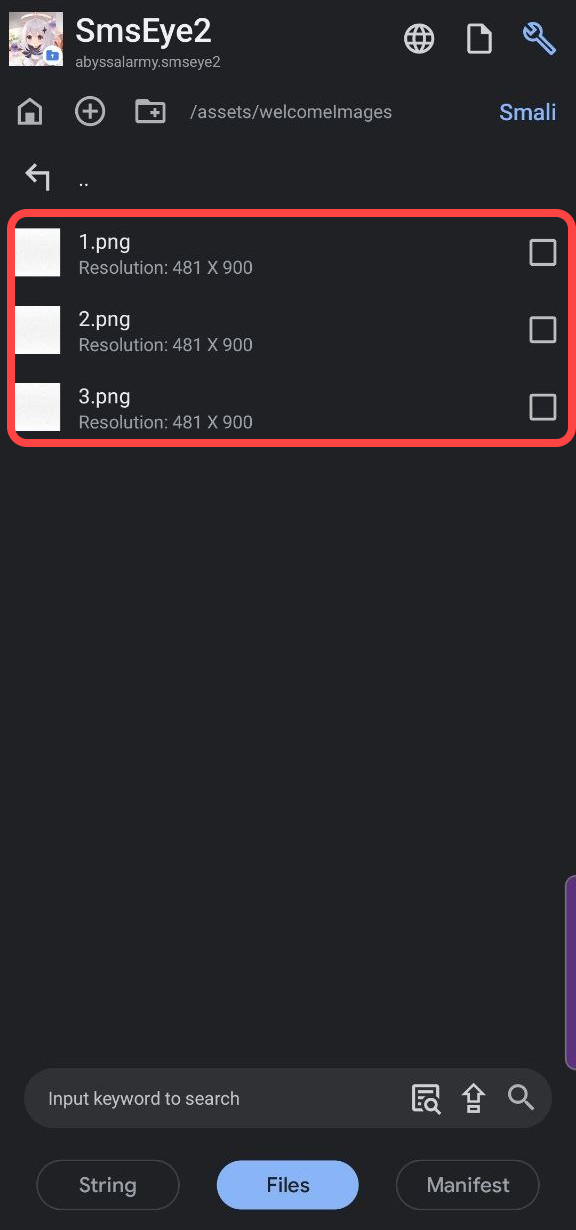 SmsEye2
abyssalarmy.smseye2
/assets/welcomeImages
Smali
..
1.png
Resolution: 481 X 900
2.png
Resolution: 481 X 900
3.png
Resolution: 481 X 900
Input keyword to search
String
Files
Manifest